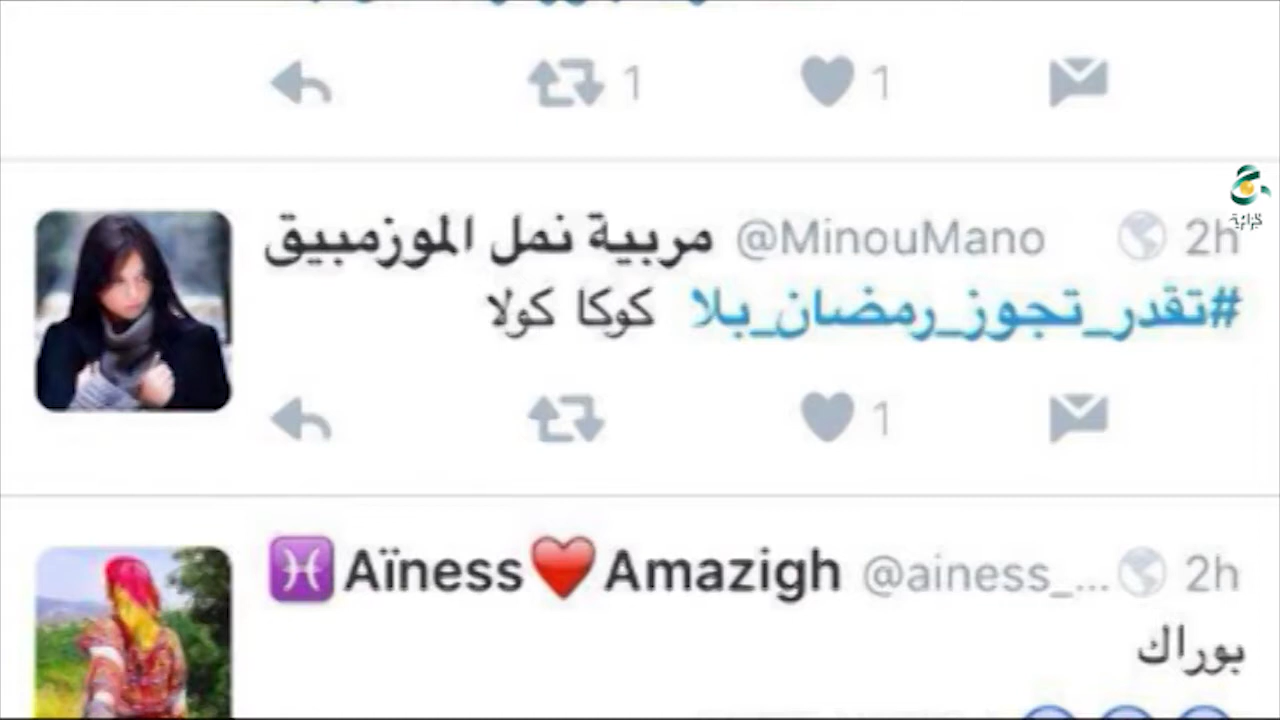 1 1
مربية نمل الموزمبيق @MinouMano 2h
#تقدر_تجوز_رمضان_بلا كوكا كولا
1
Aïness❤️Amazigh @ainess_... 2h
بوراك